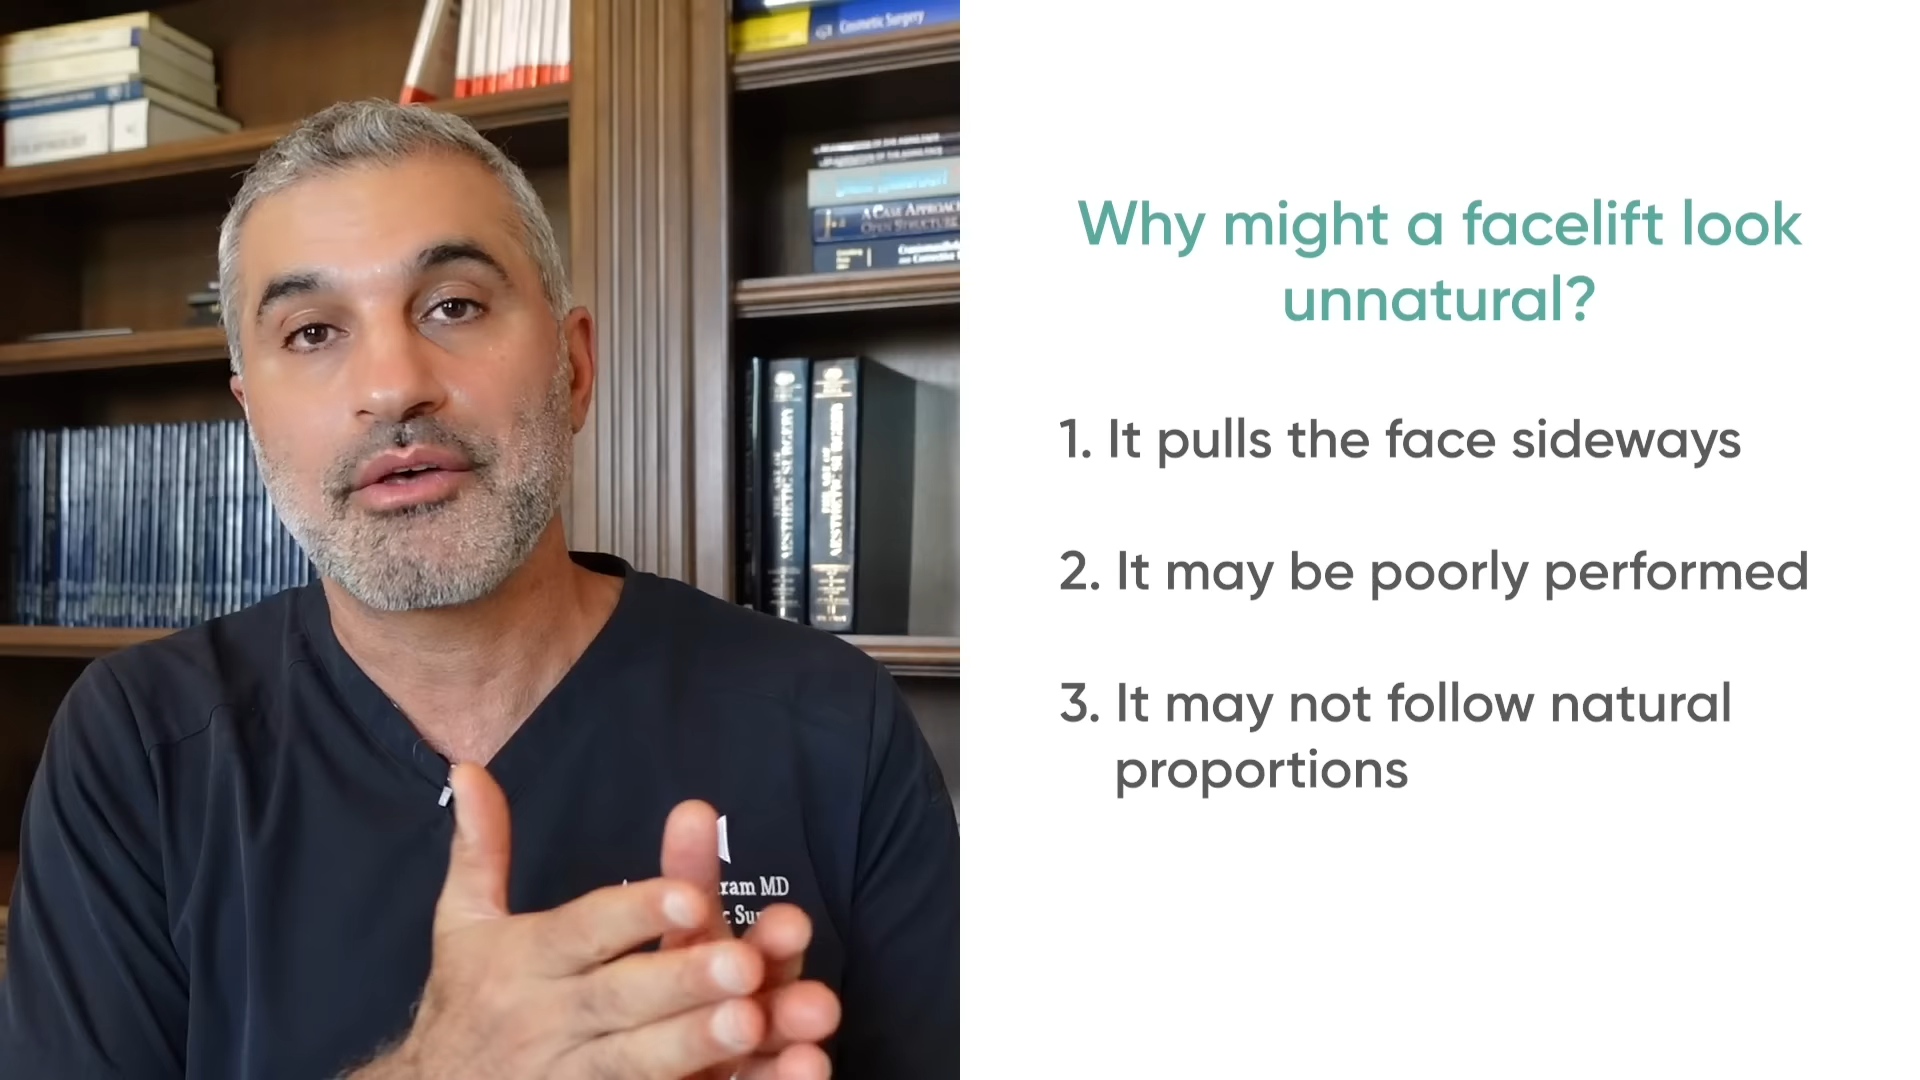 Cosmetic Surgery
A CASE APPROACH
OPEN STRUCTURE
THE ART OF
AESTHETIC SURGERY
THE ART OF
AESTHETIC SURGERY
II
MD
Why might a facelift look
unnatural?
1. It pulls the face sideways
2. It may be poorly performed
3. It may not follow natural
proportions